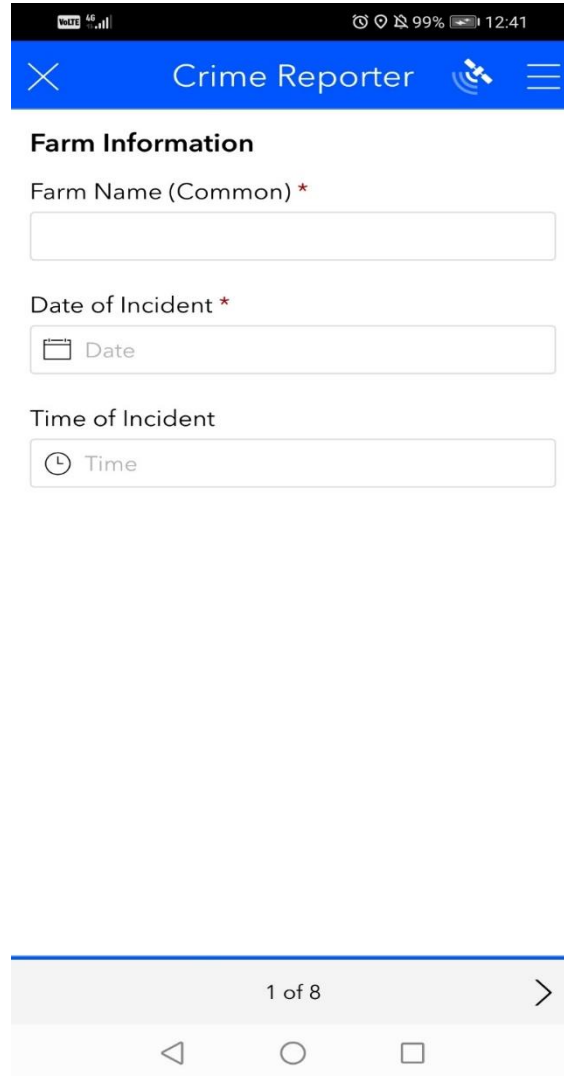 VoLTE 4G 99% 12:41
Crime Reporter
Farm Information
Farm Name (Common) *
Date of Incident *
Date
Time of Incident
Time
1 of 8